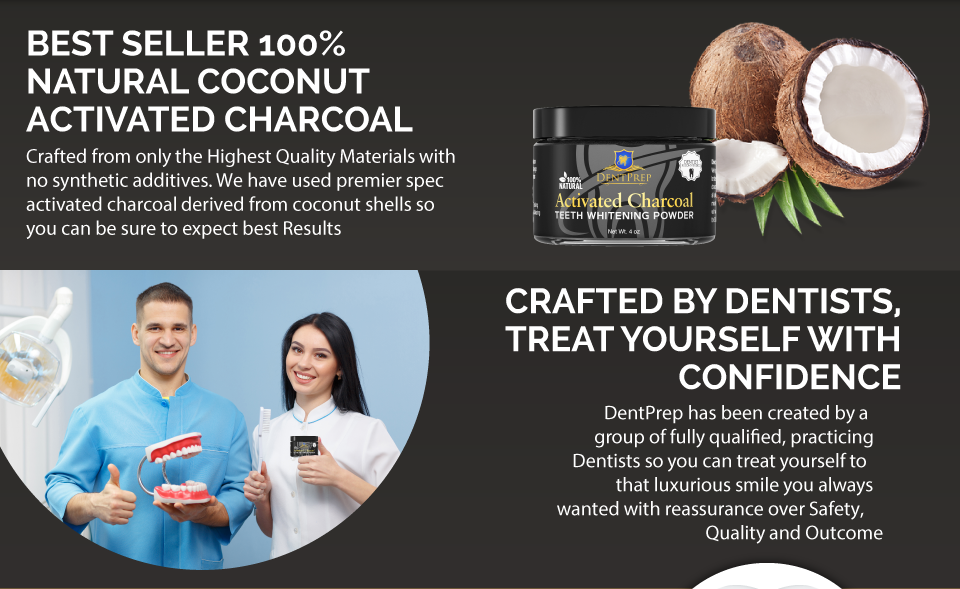 BEST SELLER 100%
NATURAL COCONUT
ACTIVATED CHARCOAL
Crafted from only the Highest Quality Materials with
no synthetic additives. We have used premier spec
activated charcoal derived from coconut shells so
you can be sure to expect best Results
DENTPREP
100%
NATURAL
Activated Charcoal
TEETH WHITENING POWDER
Net Wt. 4 oz
CRAFTED BY DENTISTS,
TREAT YOURSELF WITH
CONFIDENCE
DentPrep has been created by a
group of fully qualified, practicing
Dentists so you can treat yourself to
that luxurious smile you always
wanted with reassurance over Safety,
Quality and Outcome